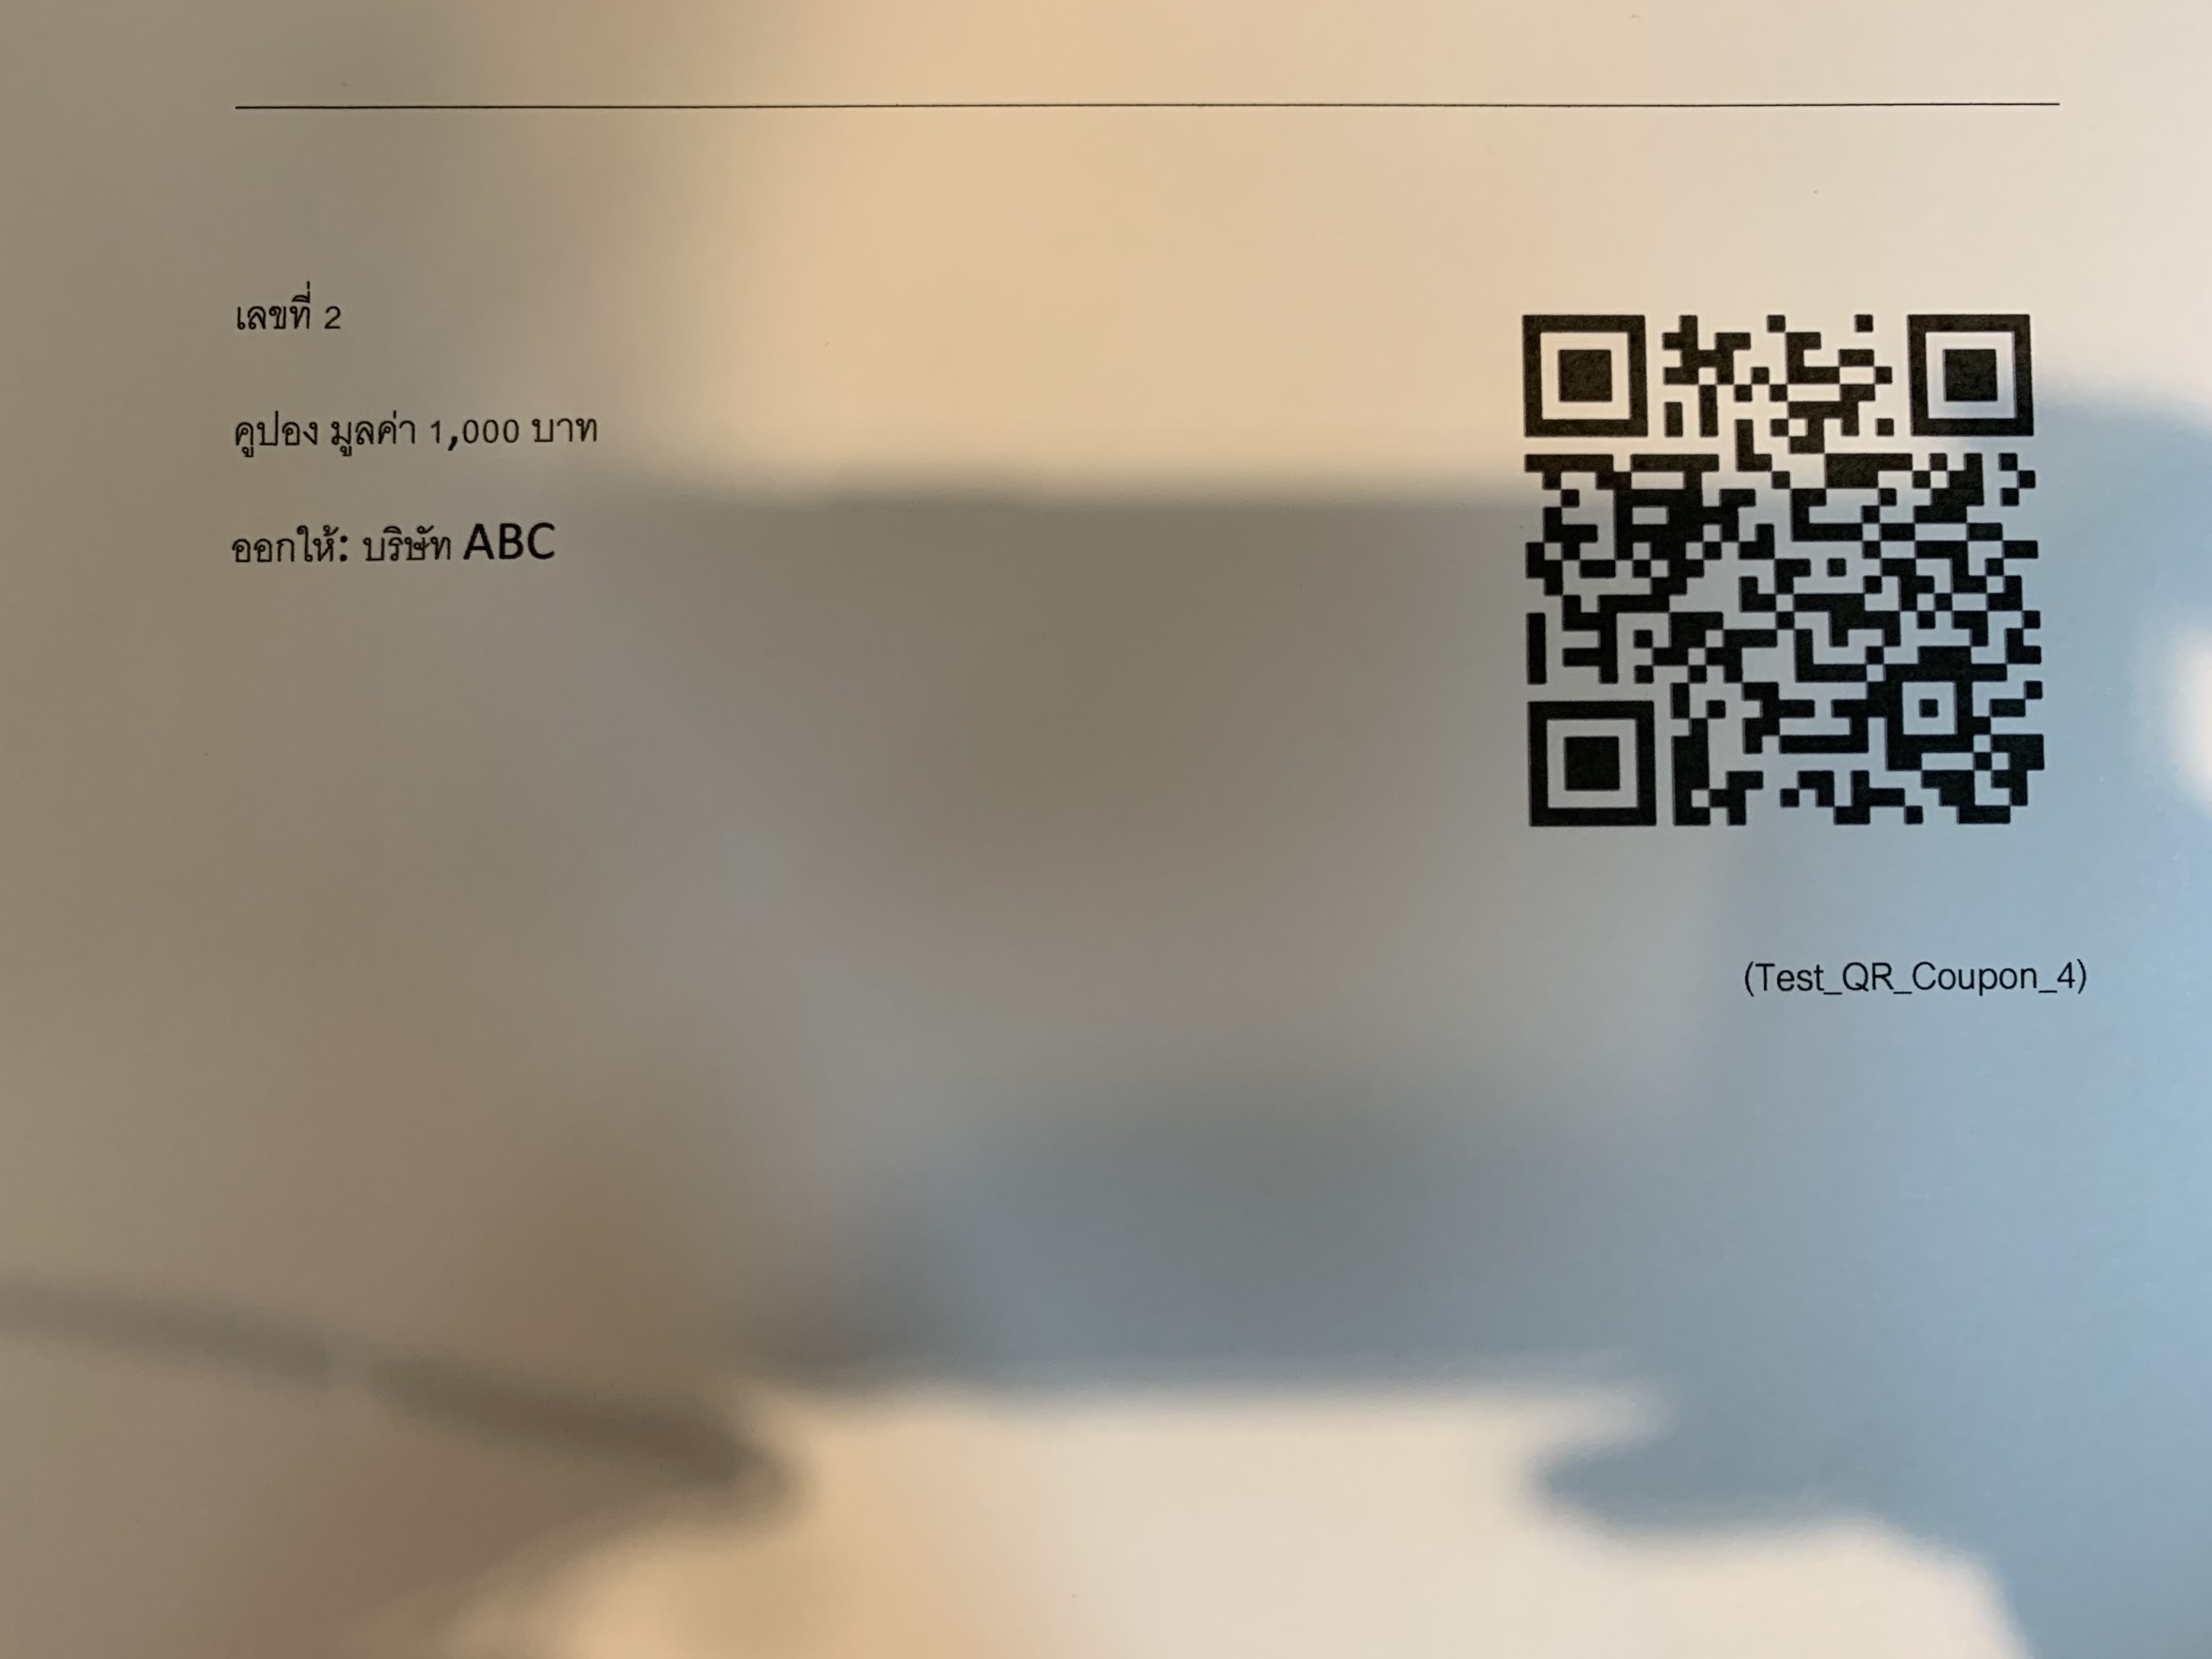 เลขที่ 2
คูปอง มูลค่า 1,000 บาท
ออกให้: บริษัท ABC
(Test_QR_Coupon_4)